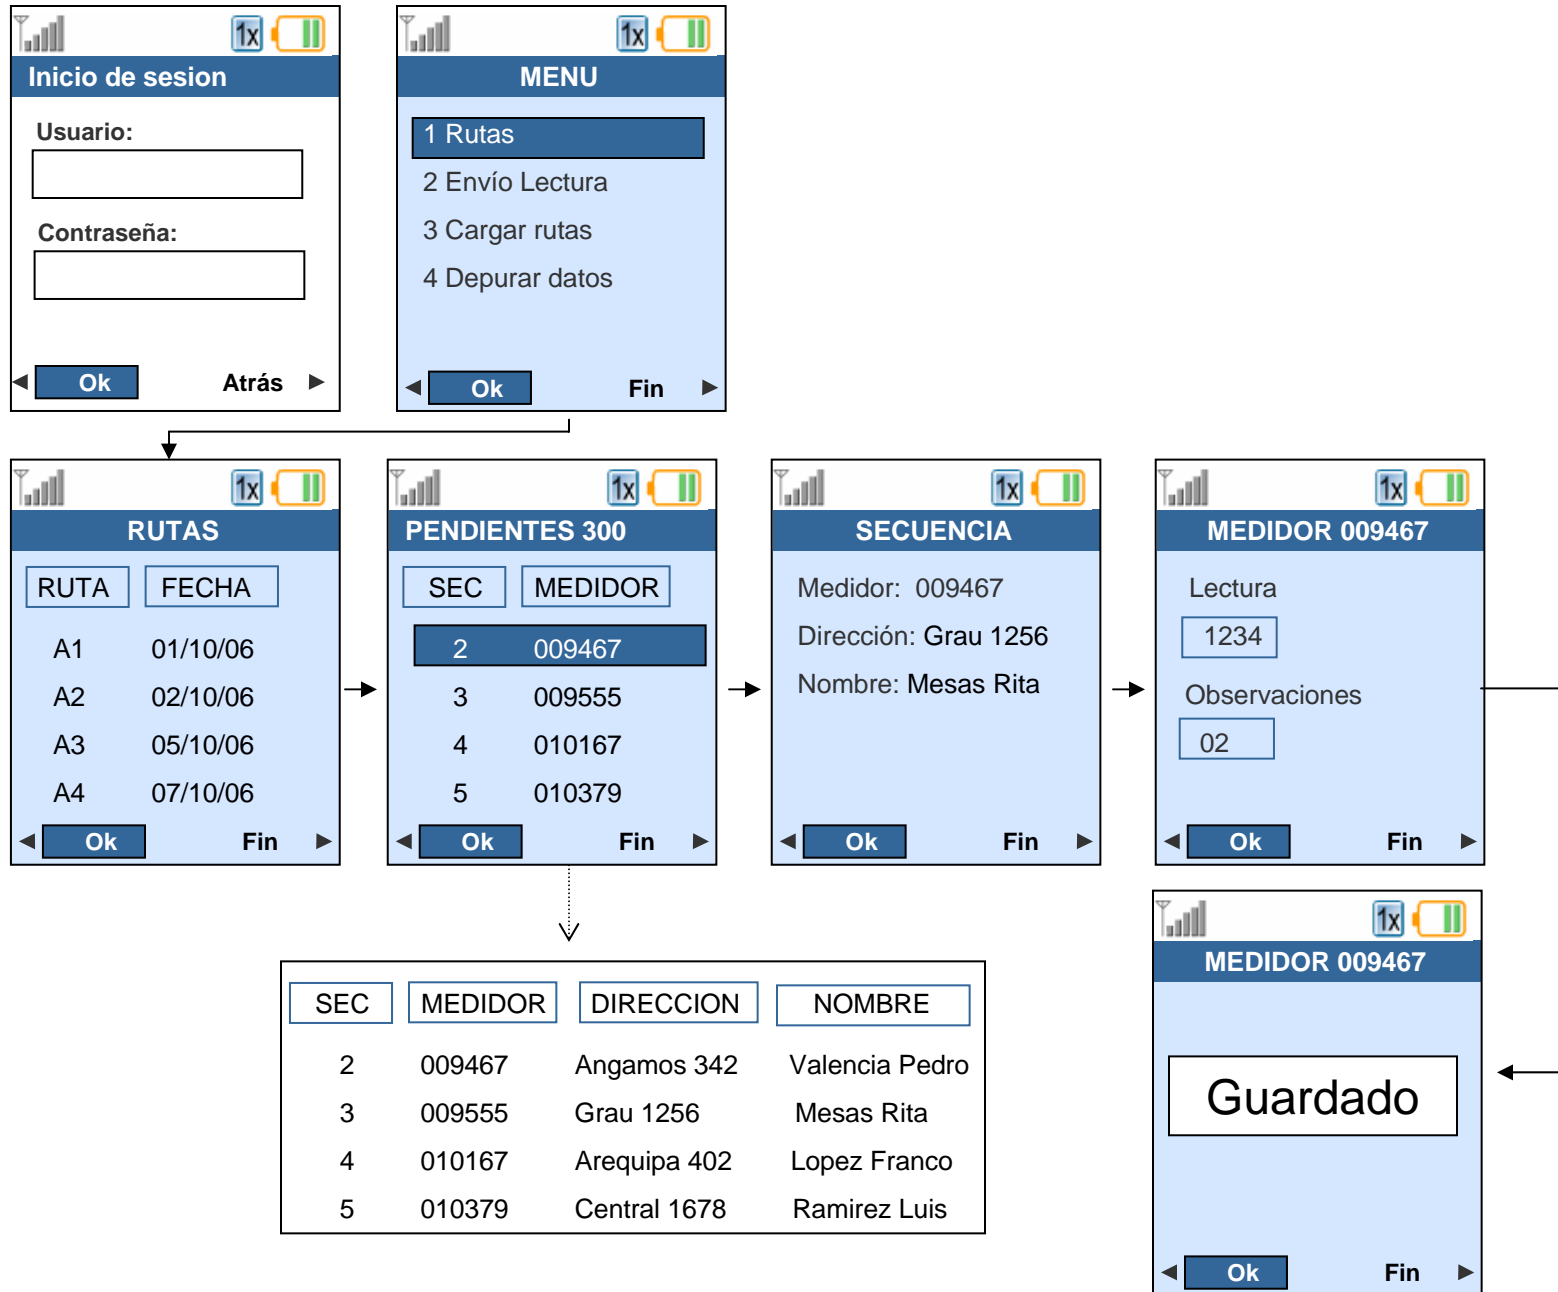 1x
Inicio de sesion
Usuario:
Contraseña:
Ok Atrás
1x
MENU
1 Rutas
2 Envío Lectura
3 Cargar rutas
4 Depurar datos
Ok Fin
1x
RUTAS
RUTA FECHA
A1 01/10/06
A2 02/10/06
A3 05/10/06
A4 07/10/06
Ok Fin
1x
PENDIENTES 300
SEC MEDIDOR
2 009467
3 009555
4 010167
5 010379
Ok Fin
1x
SECUENCIA
Medidor: 009467
Dirección: Grau 1256
Nombre: Mesas Rita
Ok Fin
1x
MEDIDOR 009467
Lectura
1234
Observaciones
02
Ok Fin
SEC MEDIDOR DIRECCION NOMBRE
2 009467 Angamos 342 Valencia Pedro
3 009555 Grau 1256 Mesas Rita
4 010167 Arequipa 402 Lopez Franco
5 010379 Central 1678 Ramirez Luis
1x
MEDIDOR 009467
Guardado
Ok Fin